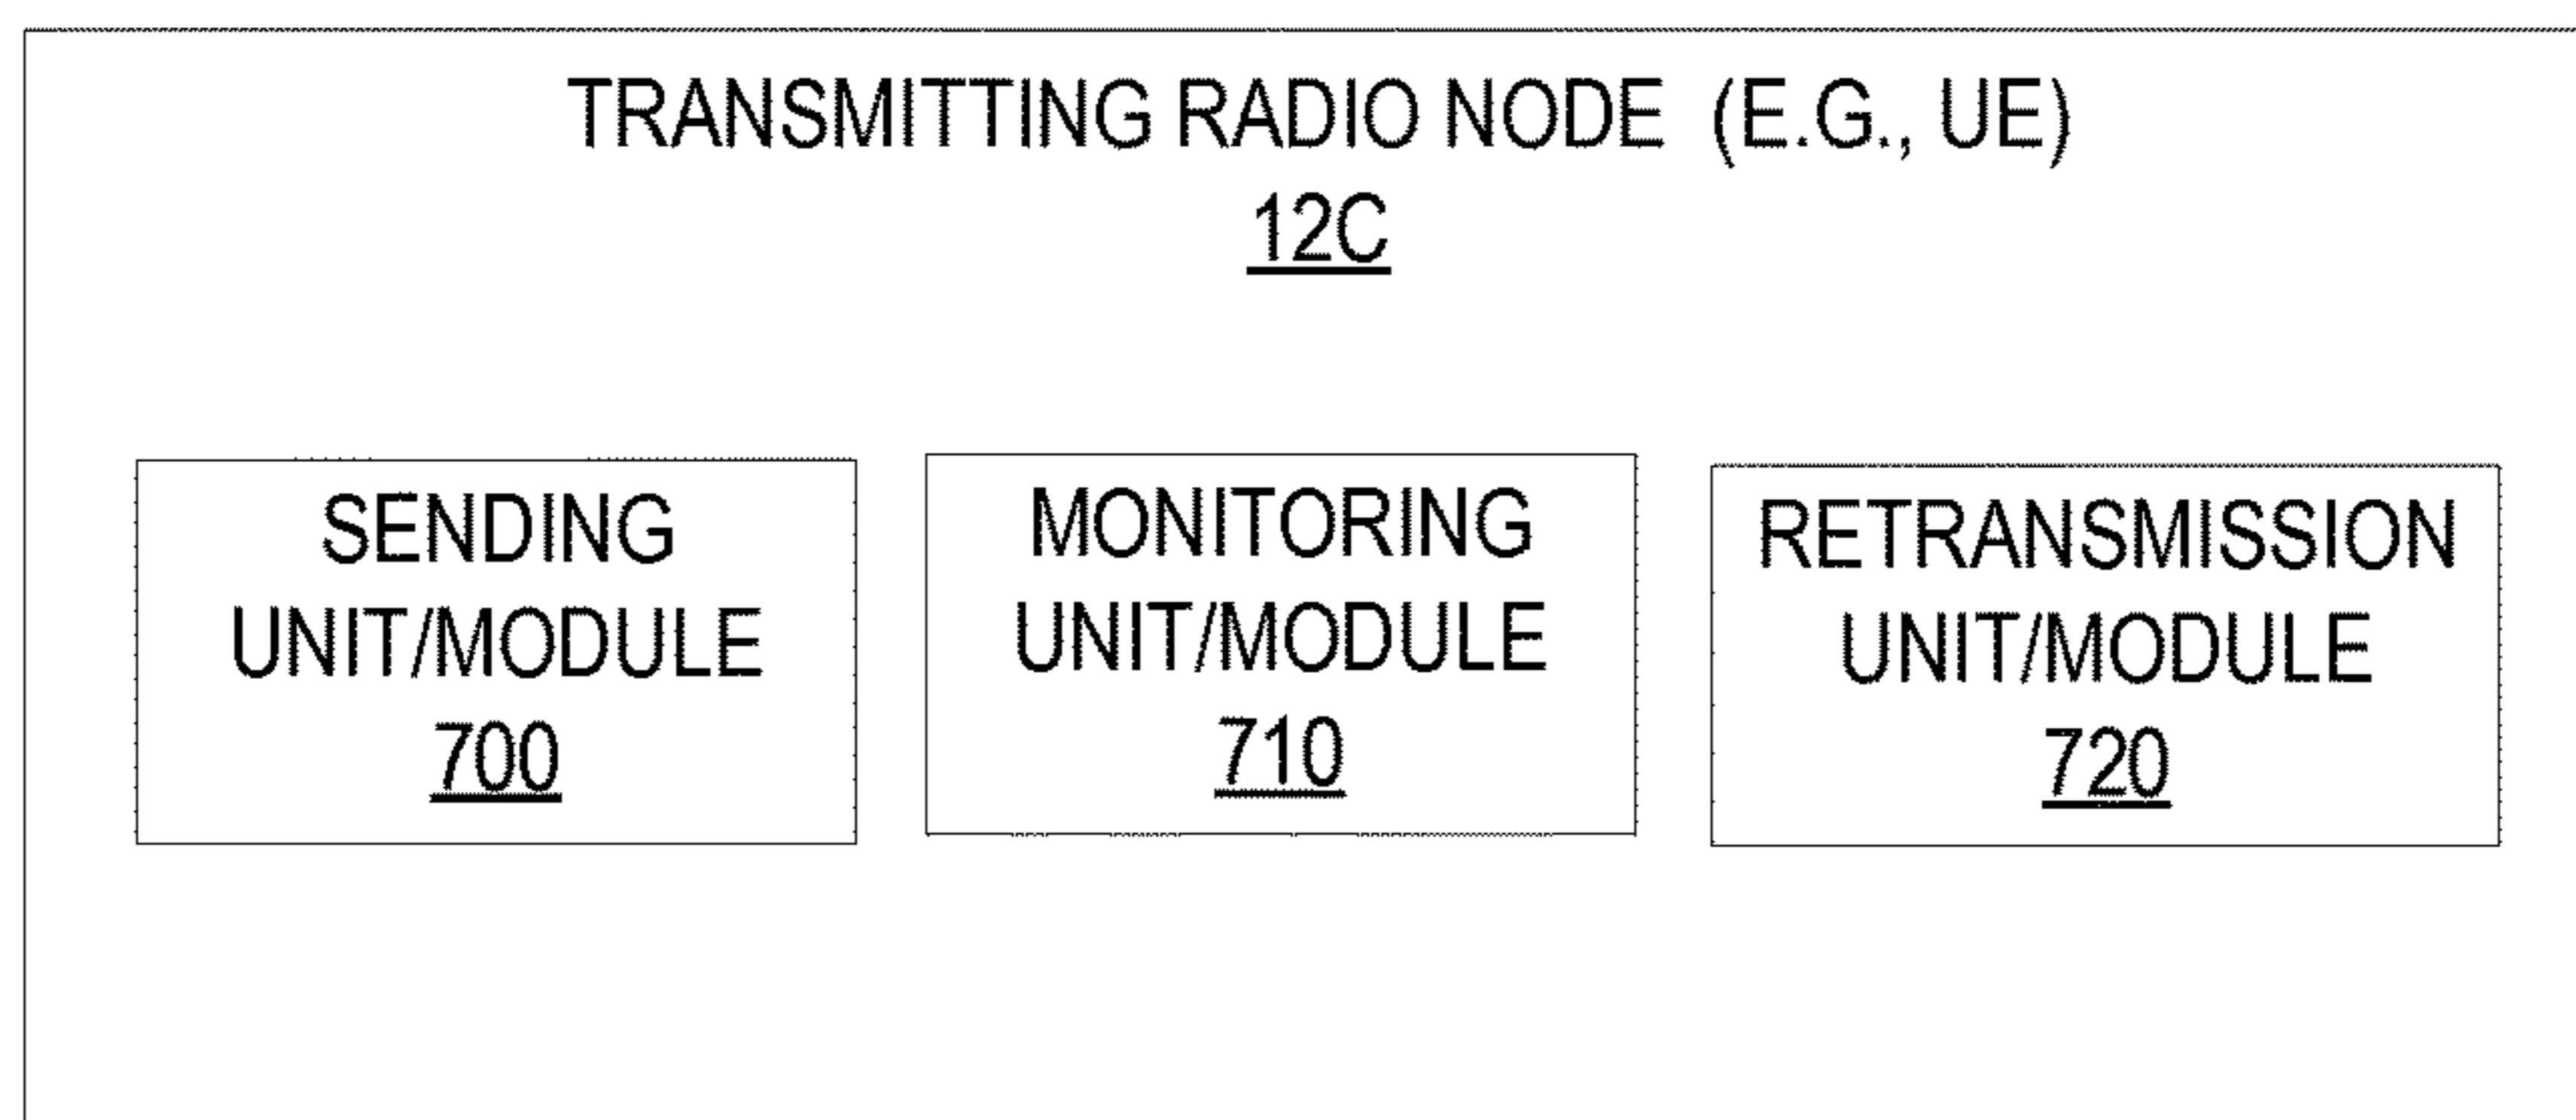 TRANSMITTING RADIO NODE (E.G., UE)
12C
SENDING
UNIT/MODULE
700
MONITORING
UNIT/MODULE
710
RETRANSMISSION
UNIT/MODULE
720